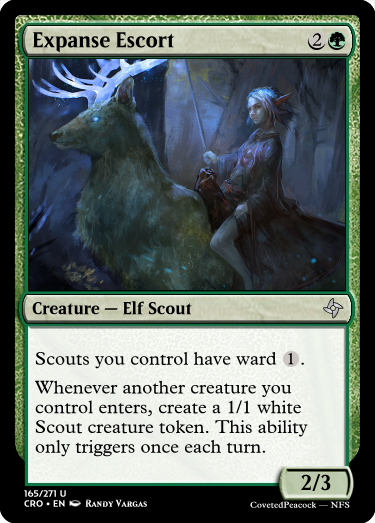 Expanse Escort 2
Creature — Elf Scout
Scouts you control have ward 1.
Whenever another creature you
control enters, create a 1/1 white
Scout creature token. This ability
only triggers once each turn.
2/3
165/271 U
CRO • EN RANDY VARGAS
CovetedPeacock — NFS